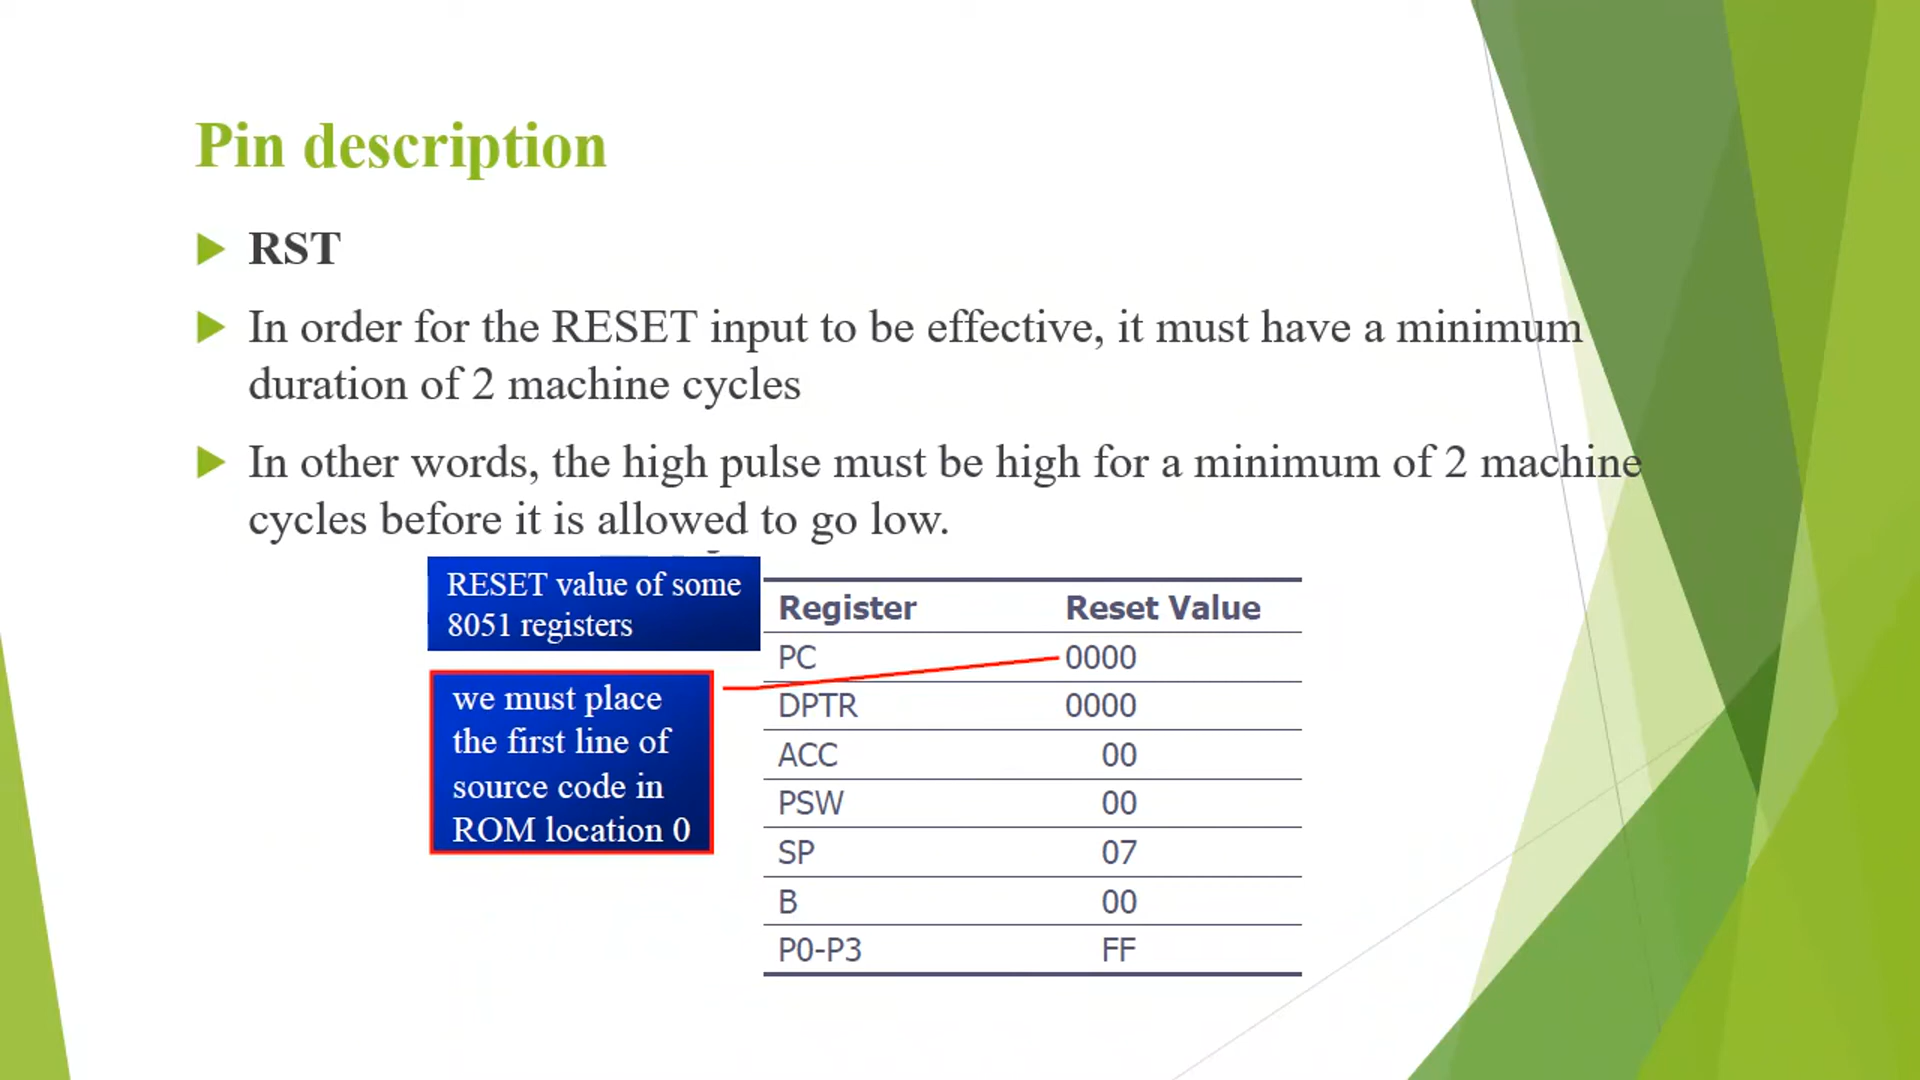 Pin description
RST
In order for the RESET input to be effective, it must have a minimum
duration of 2 machine cycles
In other words, the high pulse must be high for a minimum of 2 machine
cycles before it is allowed to go low.
RESET value of some
8051 registers
we must place
the first line of
source code in
ROM location 0
Register Reset Value
PC 0000
DPTR 0000
ACC 00
PSW 00
SP 07
B 00
P0-P3 FF